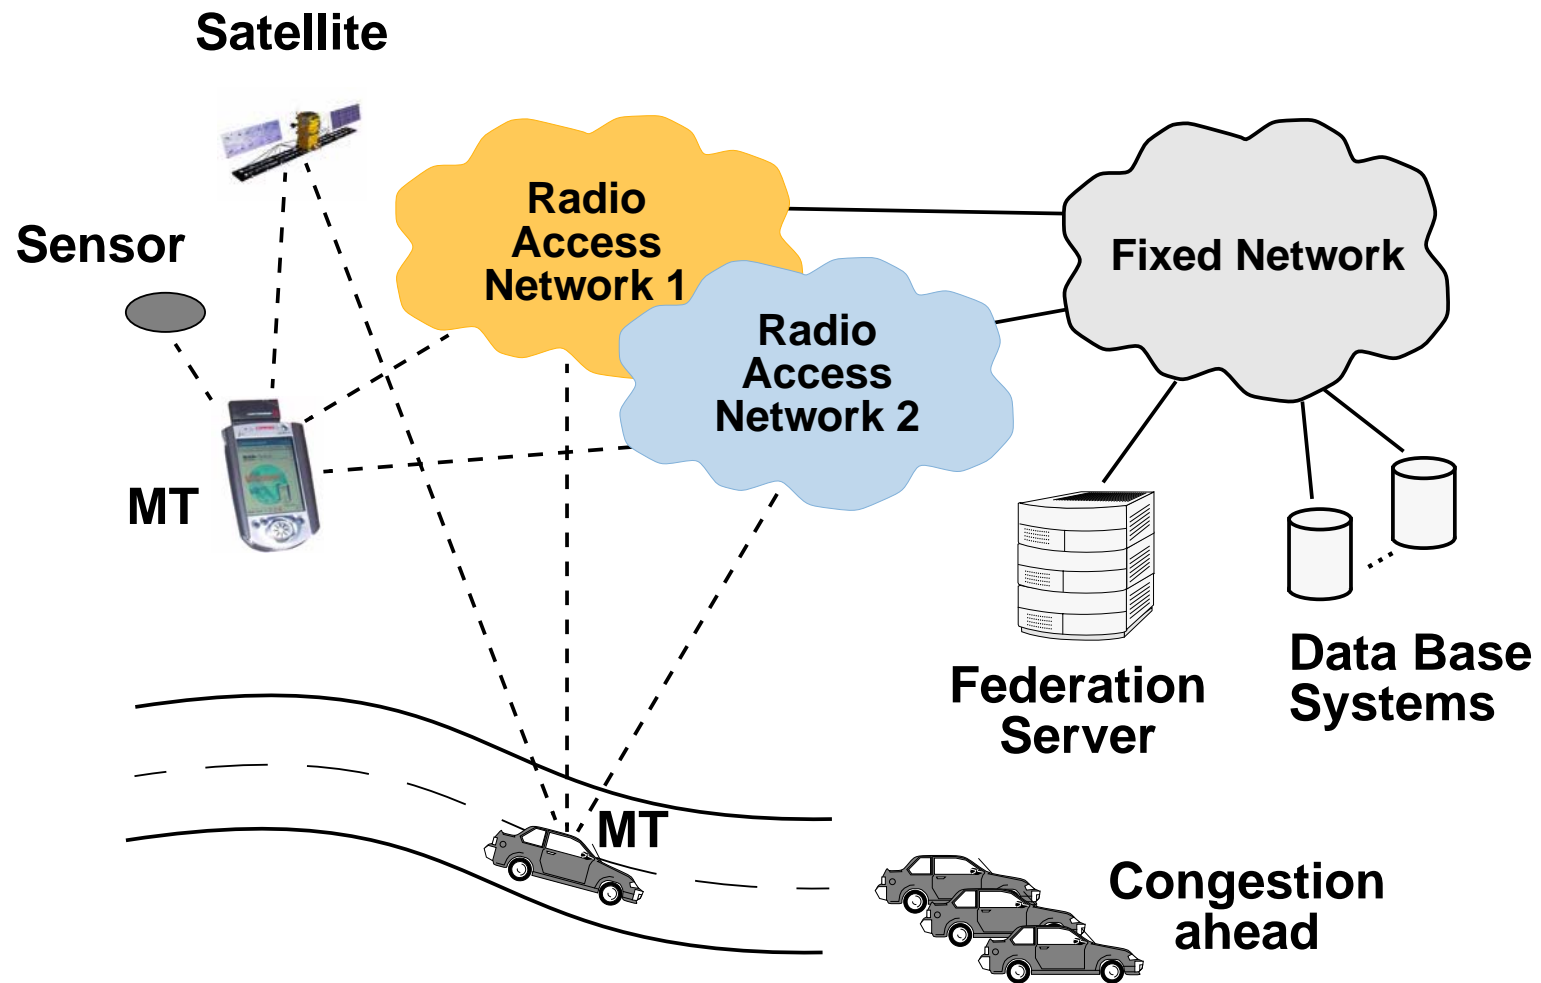 Satellite
Sensor
MT
Radio
Access
Network 1
Radio
Access
Network 2
Fixed Network
Federation
Server
Data Base
Systems
MT
Congestion
ahead